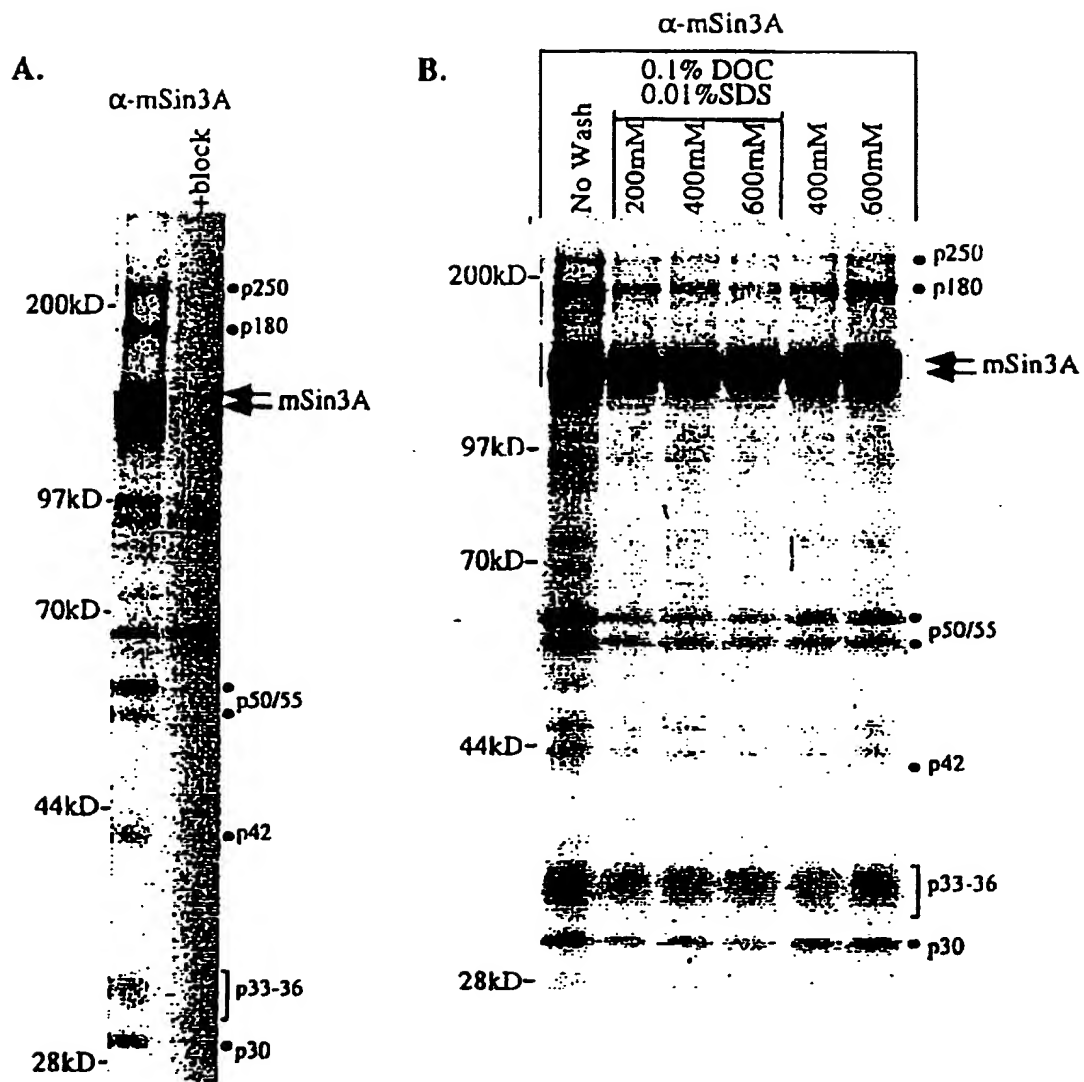 A.
α-mSin3A
+block
200kD-
97kD-
70kD-
44kD-
28kD-
p250
p180
mSin3A
p50/55
p42
p33-36
p30
B.
α-mSin3A
0.1% DOC
0.01%SDS
No Wash
200mM
400mM
600mM
400mM
600mM
200kD-
97kD-
70kD-
44kD-
28kD-
p250
p180
mSin3A
p50/55
p42
p33-36
p30